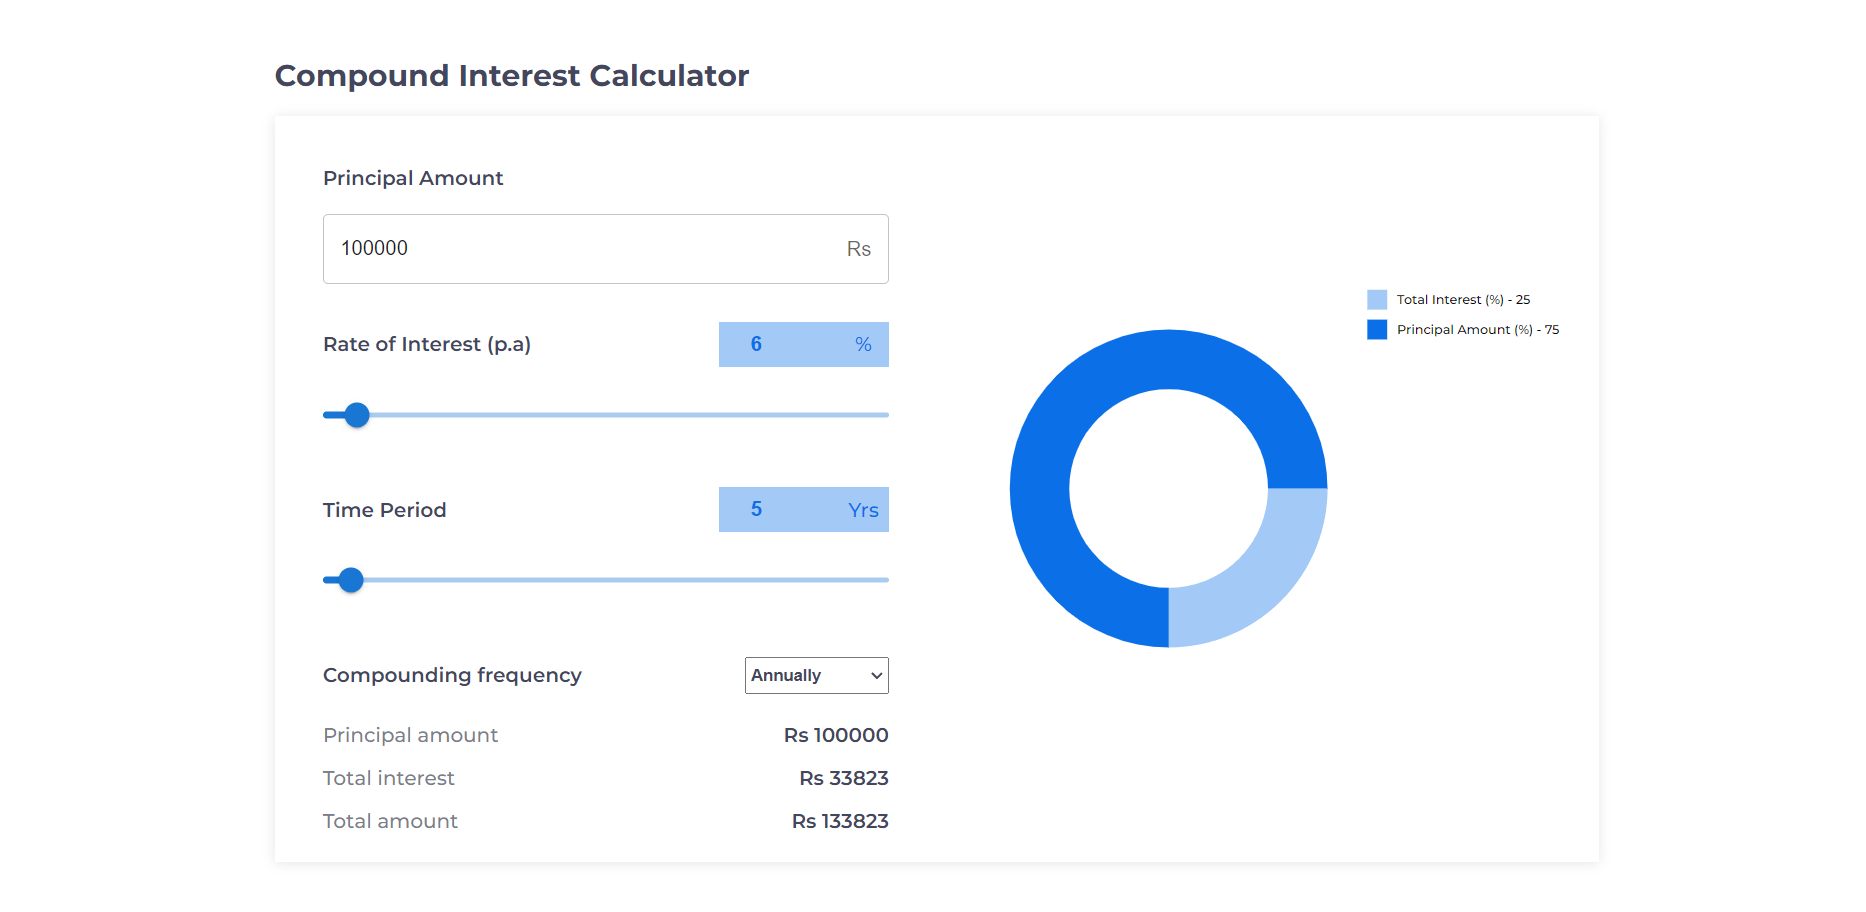 Compound Interest Calculator
Principal Amount
100000 Rs
Rate of Interest (p.a) 6 %
Time Period 5 Yrs
Compounding frequency Annually
Principal amount Rs 100000
Total interest Rs 33823
Total amount Rs 133823
Total Interest (%) - 25
Principal Amount (%) - 75